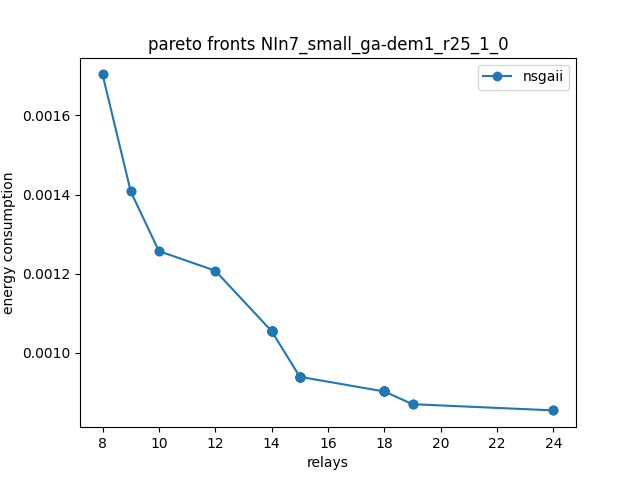 pareto fronts NIn7_small_ga-dem1_r25_1_0
nsgaii
0.0016
0.0014
0.0012
0.0010
energy consumption
8 10 12 14 16 18 20 22 24
relays